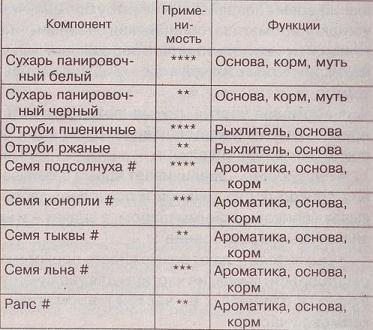 Компонент Приме- Функции
ни-
мость
Сухарь панировоч- **** Основа, корм, муть
ный белый
Сухарь панировоч- ** Основа, корм, муть
ный черный
Отруби пшеничные **** Рыхлитель, основа
Отруби ржаные ** Рыхлитель, основа
Семя подсолнуха # **** Ароматика, основа,
корм
Семя конопли # *** Ароматика, основа,
корм
Семя тыквы # ** Ароматика, основа,
корм
Семя льна # *** Ароматика, основа,
корм
Рапс # ** Ароматика, основа,
корм